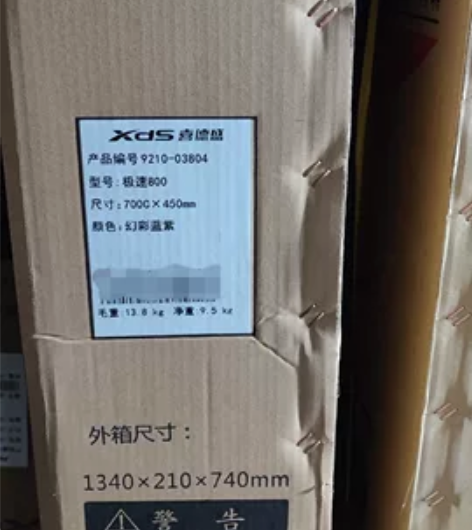 XDS 喜德盛
产品编号 9210-03804
型号: 极速800
尺寸: 700C×450mm
颜色: 幻彩蓝紫
毛重:13.8 kg 净重:9.5 kg
外箱尺寸:
1340×210×740mm
警 告